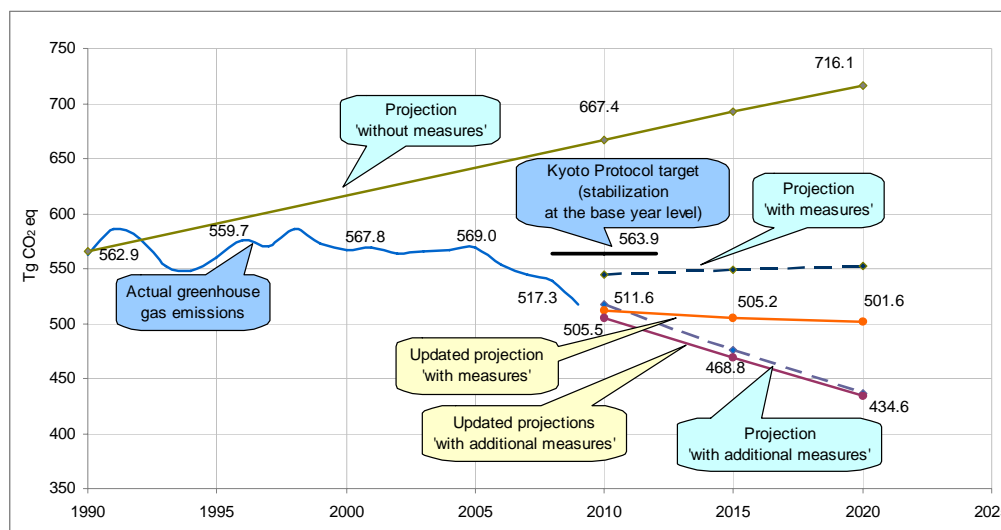 750
700
650
600
550
500
450
400
350
Tg CO₂ eq
1990
1995
2000
2005
2010
2015
2020
202
716.1
667.4
Projection
'without measures'
Kyoto Protocol target
(stabilization
at the base year level)
563.9
Projection
'with measures'
562.9
559.7
567.8
569.0
517.3
Actual greenhouse
gas emissions
511.6
505.2
501.6
505.5
468.8
434.6
Updated projection
'with measures'
Updated projections
'with additional measures'
Projection
'with additional measures'